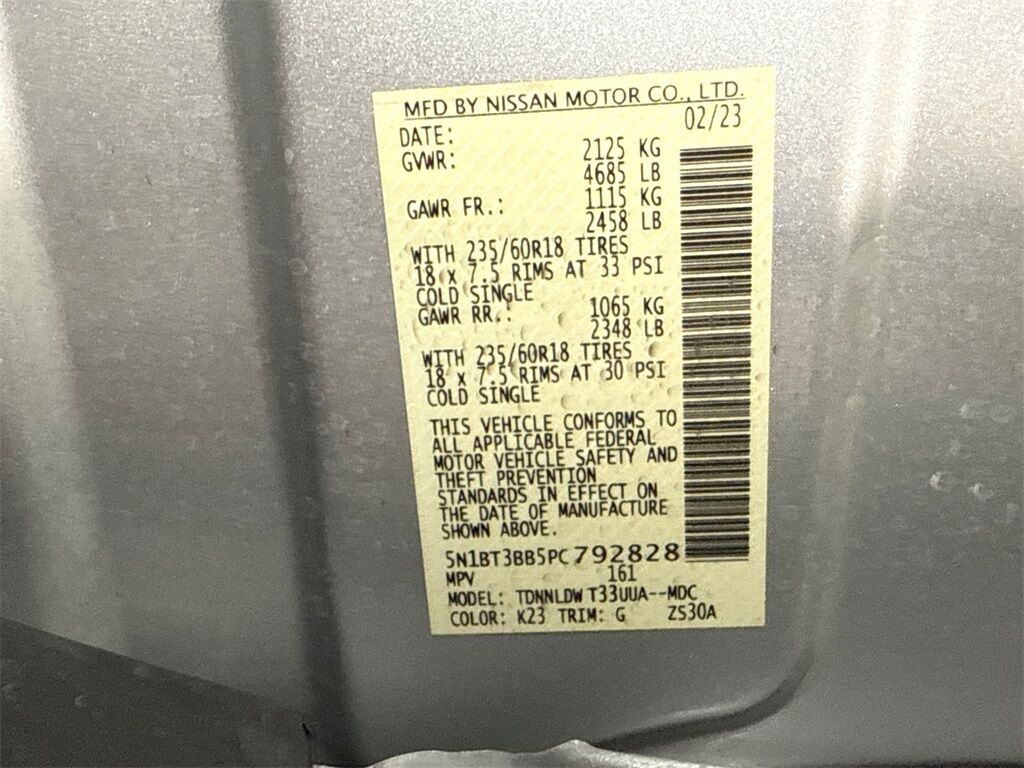 MFD BY NISSAN MOTOR CO., LTD.
DATE: 02/23
GVWR: 2125 KG
4685 LB
GAWR FR.: 1115 KG
2458 LB
WITH 235/60R18 TIRES
18 x 7.5 RIMS AT 33 PSI
COLD SINGLE
GAWR RR.: 1065 KG
2348 LB
WITH 235/60R18 TIRES
18 x 7.5 RIMS AT 30 PSI
COLD SINGLE
THIS VEHICLE CONFORMS TO
ALL APPLICABLE FEDERAL
MOTOR VEHICLE SAFETY AND
THEFT PREVENTION
STANDARDS IN EFFECT ON
THE DATE OF MANUFACTURE
SHOWN ABOVE.
5N1BT3BB5PC792828
MPV 161
MODEL: TDNNLDW T33UUA--MDC
COLOR: K23 TRIM: G ZS30A